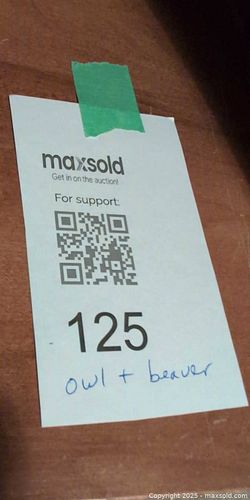 maxsold
Get in on the auction!
For support:
125
owl + beaver
Copyright 2025 - maxsold.com